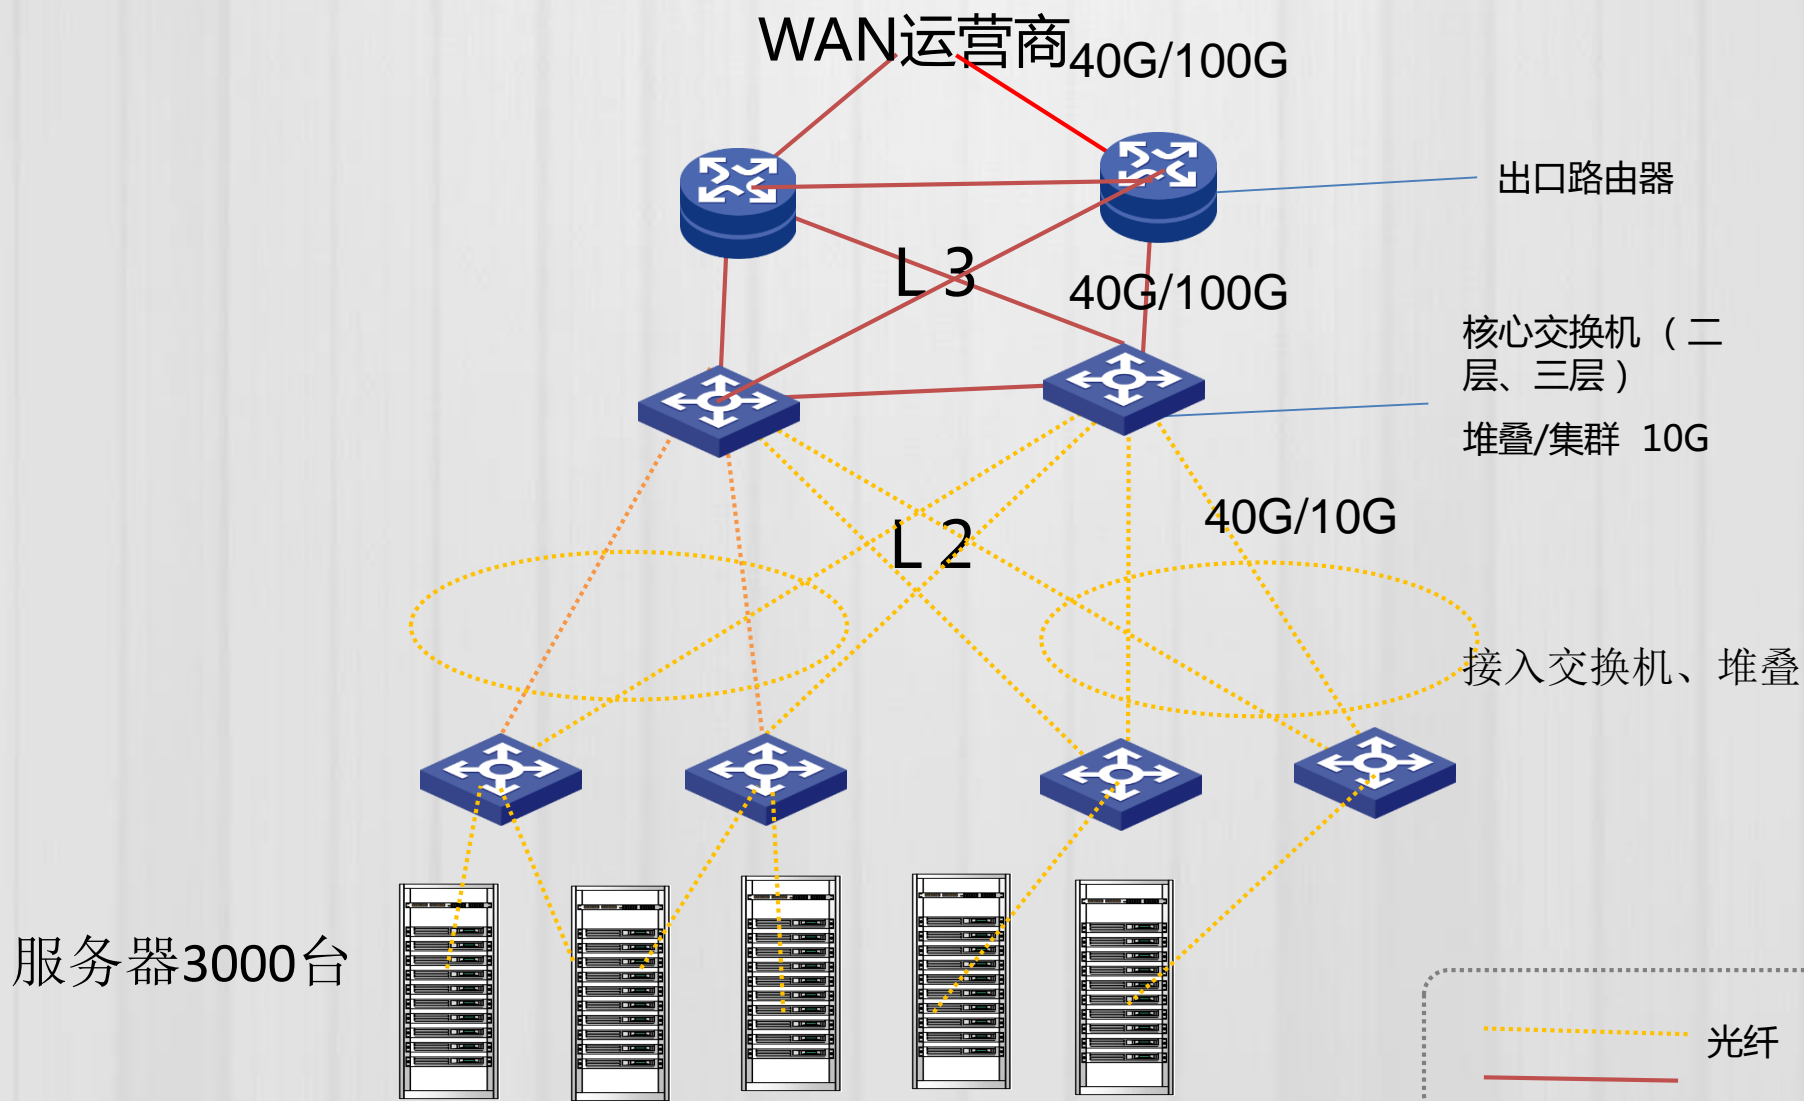 WAN运营商
40G/100G
出口路由器
L 3
40G/100G
核心交换机 （二
层、三层）
堆叠/集群 10G
40G/10G
L 2
接入交换机、堆叠
服务器3000台
光纤